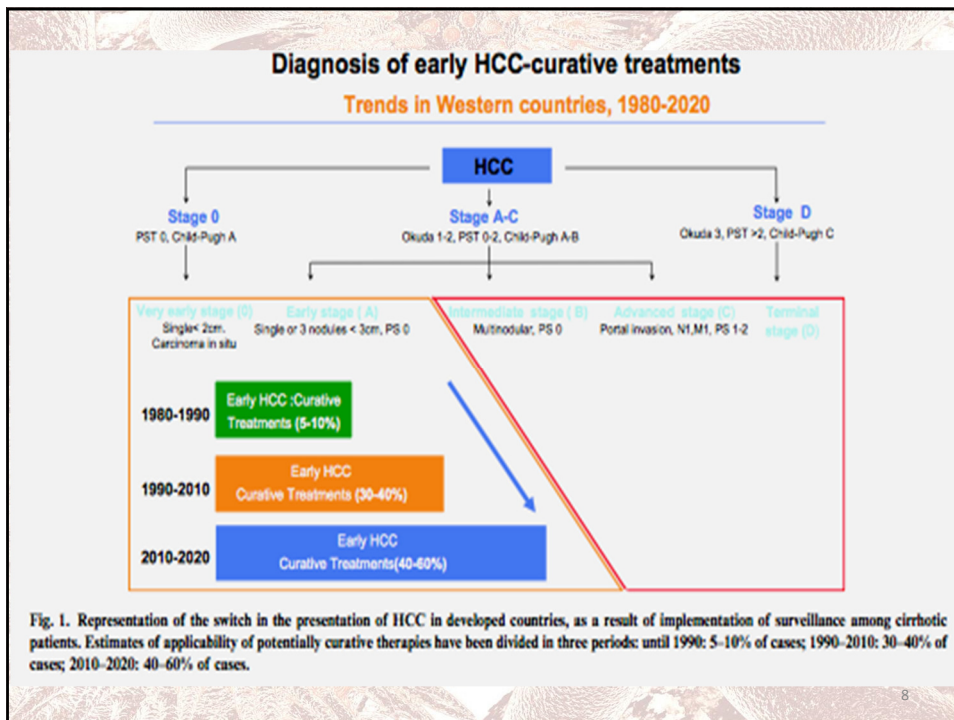 Diagnosis of early HCC-curative treatments
Trends in Western countries, 1980-2020
HCC
Stage 0
PST 0, Child-Pugh A
Stage A-C
Okuda 1-2, PST 0-2, Child-Pugh A-B
Stage D
Okuda 3, PST >2, Child-Pugh C
Very early stage (0)
Single< 2cm.
Carcinoma in situ
Early stage ( A)
Single or 3 nodules < 3cm, PS 0
Intermediate stage ( B)
Multinodular, PS 0
Advanced stage (C)
Portal invasion, N1,M1, PS 1-2
Terminal
stage (D)
1980-1990
Early HCC :Curative
Treatments (5-10%)
1990-2010
Early HCC
Curative Treatments (30-40%)
2010-2020
Early HCC
Curative Treatments(40-60%)
Fig. 1. Representation of the switch in the presentation of HCC in developed countries, as a result of implementation of surveillance among cirrhotic
patients. Estimates of applicability of potentially curative therapies have been divided in three periods: until 1990: 5–10% of cases; 1990–2010: 30–40% of
cases; 2010–2020: 40–60% of cases.
8